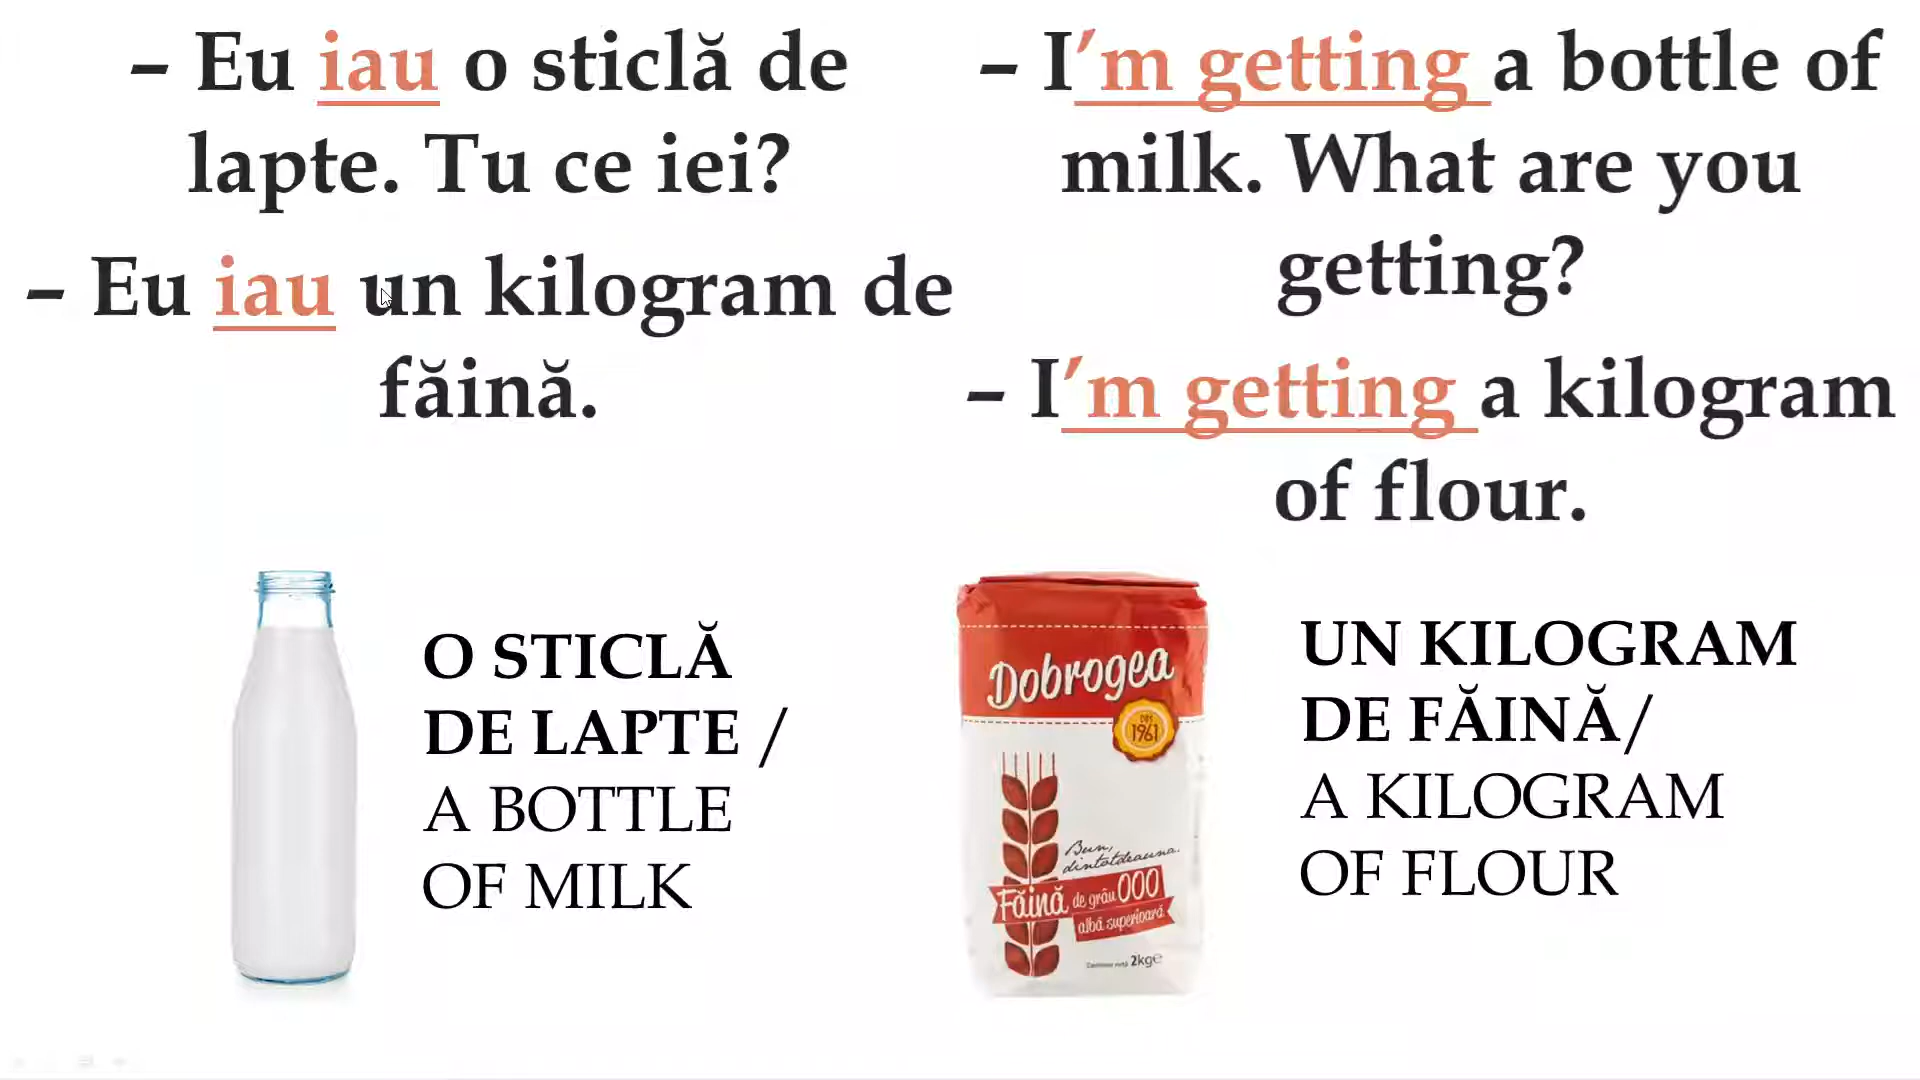 – Eu iau o sticlă de
lapte. Tu ce iei?
– Eu iau un kilogram de
făină.
– I’m getting a bottle of
milk. What are you
getting?
– I’m getting a kilogram
of flour.
O STICLĂ
DE LAPTE /
A BOTTLE
OF MILK
Dobrogea
DIN
1961
Bun,
dintotdeauna.
Făină de grâu 000
albă superioară
2kg e
UN KILOGRAM
DE FĂINĂ/
A KILOGRAM
OF FLOUR